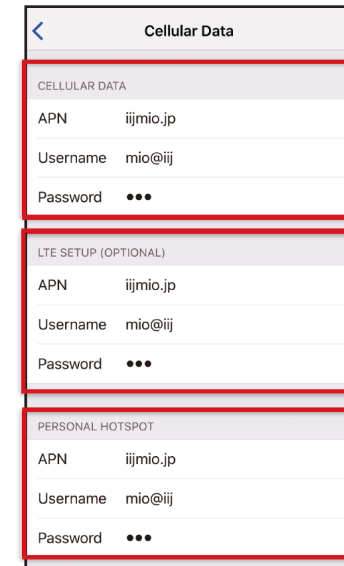 Cellular Data
CELLULAR DATA
APN iijmio.jp
Username mio@iij
Password •••
LTE SETUP (OPTIONAL)
APN iijmio.jp
Username mio@iij
Password •••
PERSONAL HOTSPOT
APN iijmio.jp
Username mio@iij
Password •••